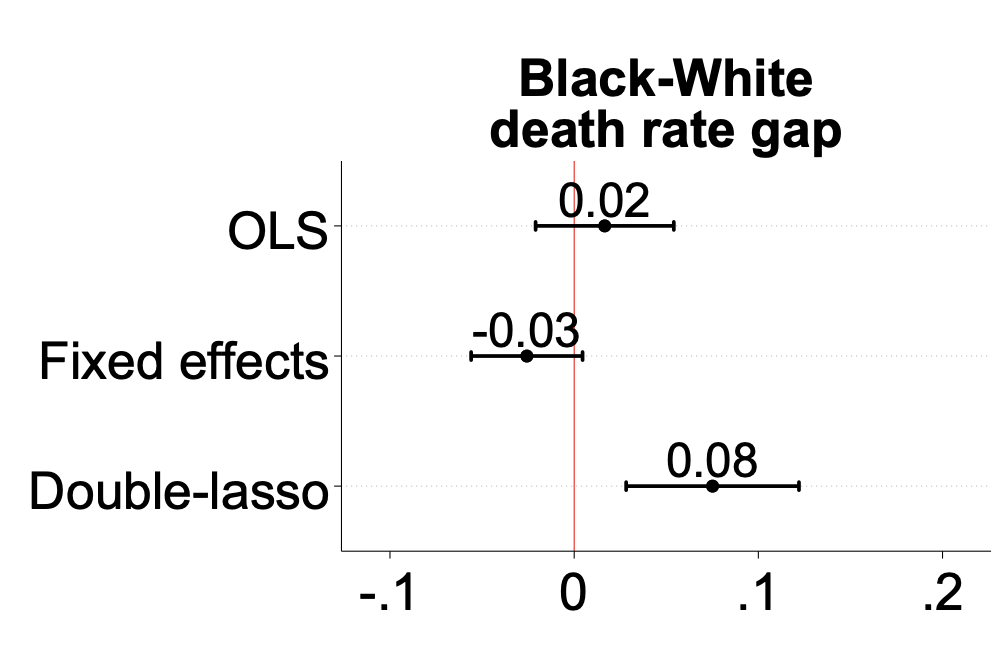 Black-White
death rate gap
OLS
0.02
Fixed effects
-0.03
Double-lasso
0.08
-.1 0 .1 .2